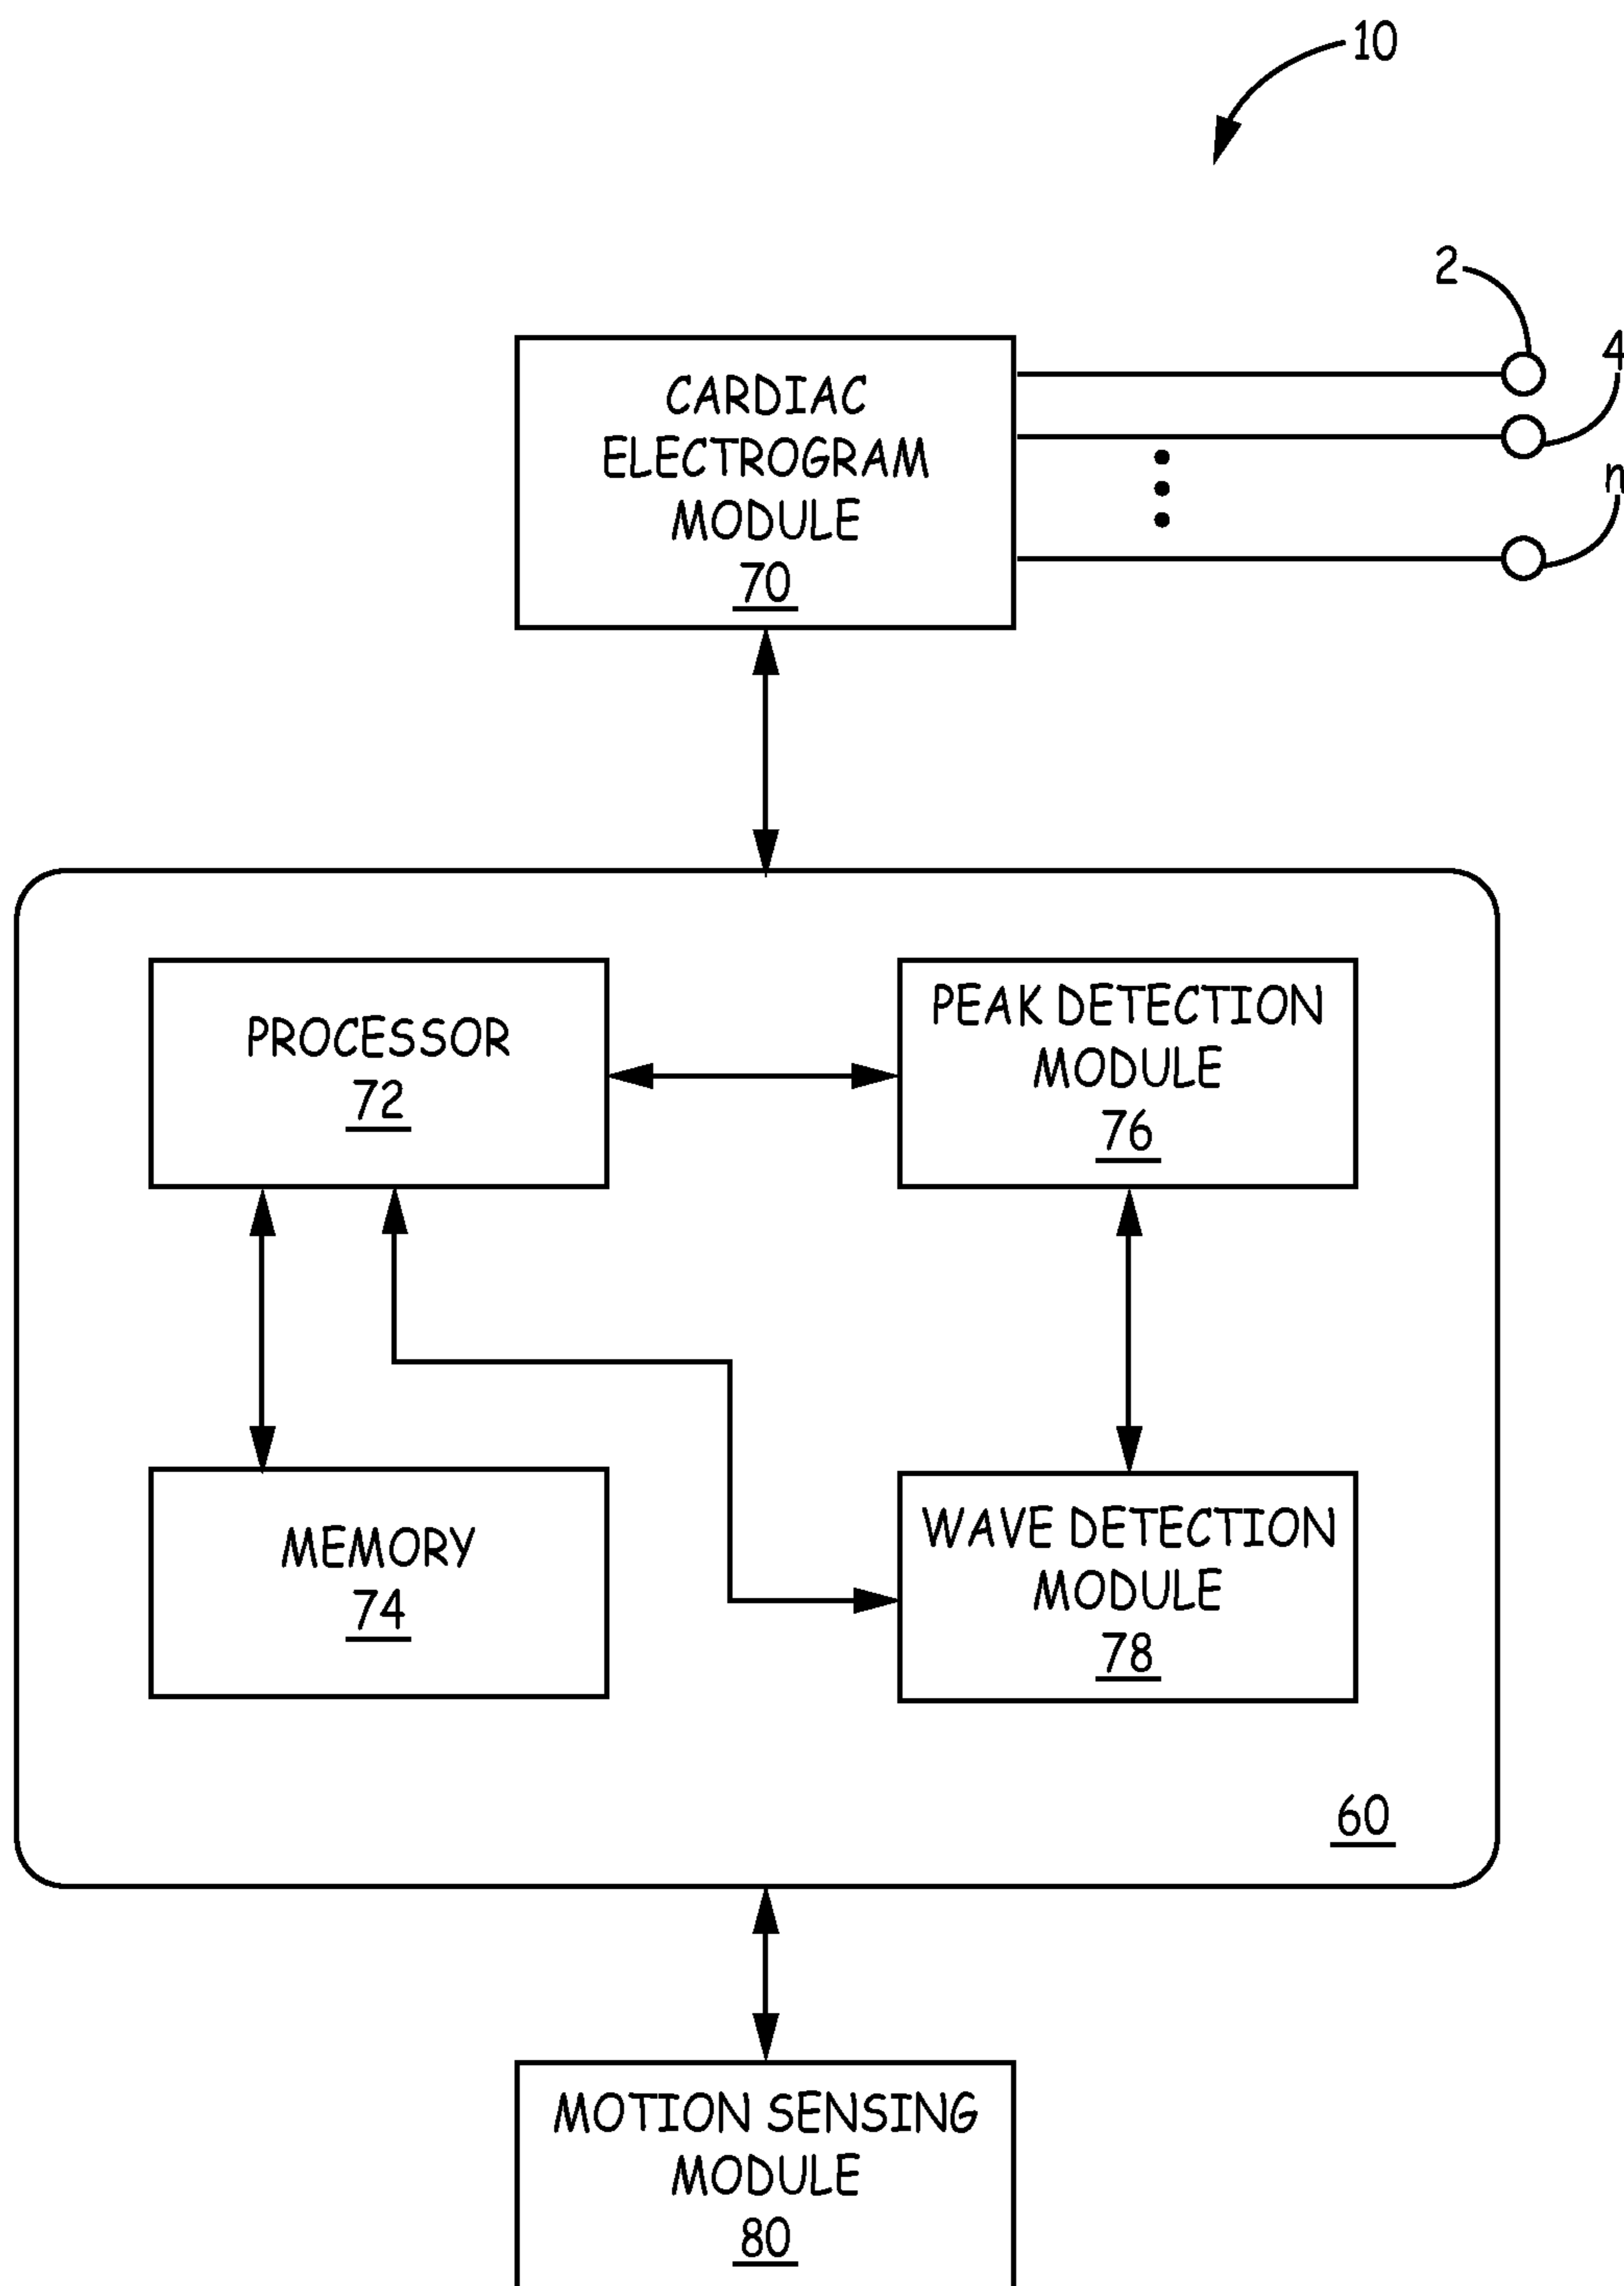 10
2
4
n
CARDIAC
ELECTROGRAM
MODULE
70
PROCESSOR
72
PEAK DETECTION
MODULE
76
MEMORY
74
WAVE DETECTION
MODULE
78
60
MOTION SENSING
MODULE
80